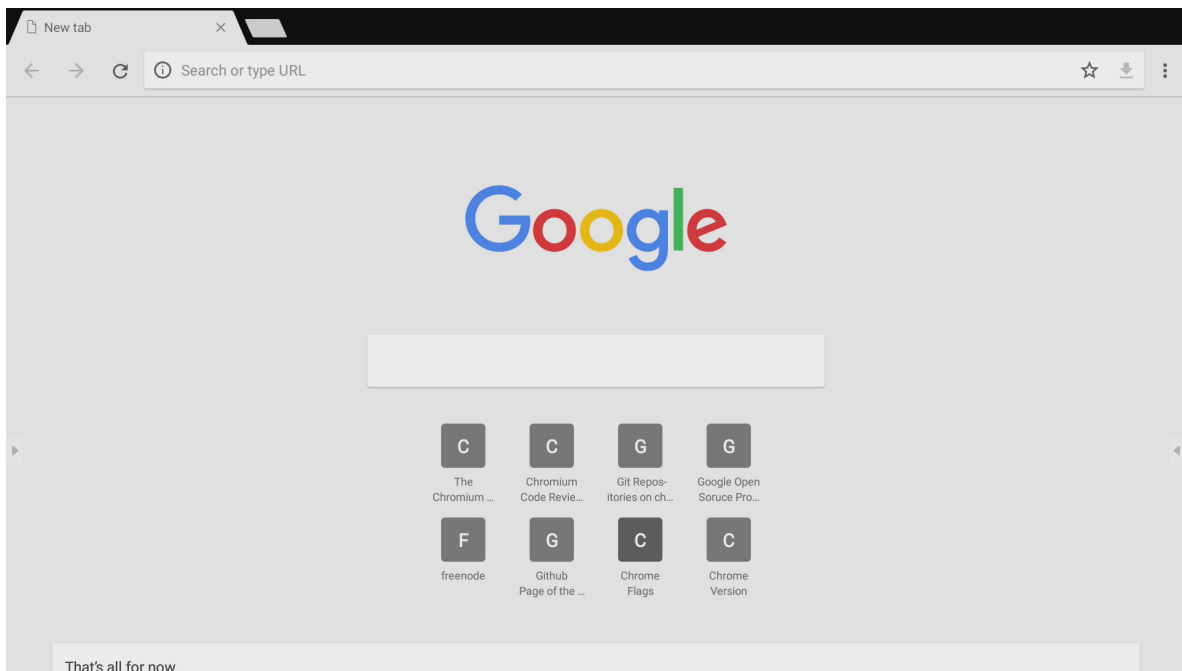 New tab
Search or type URL
Google
C C G G
The Chromium ...
Chromium Code Revie...
Git Repos-itories on ch...
Google Open Soruce Pro...
F G C C
freenode
Github Page of the ...
Chrome Flags
Chrome Version
That's all for now